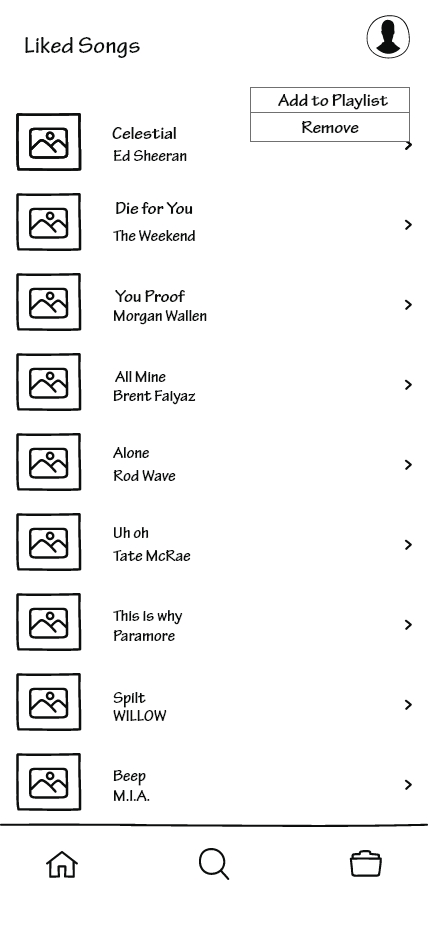 Liked Songs
Add to Playlist
Remove
Celestial
Ed Sheeran
Die for You
The Weekend
You Proof
Morgan Wallen
All Mine
Brent Faiyaz
Alone
Rod Wave
Uh oh
Tate McRae
This is why
Paramore
Split
WILLOW
Beep
M.I.A.